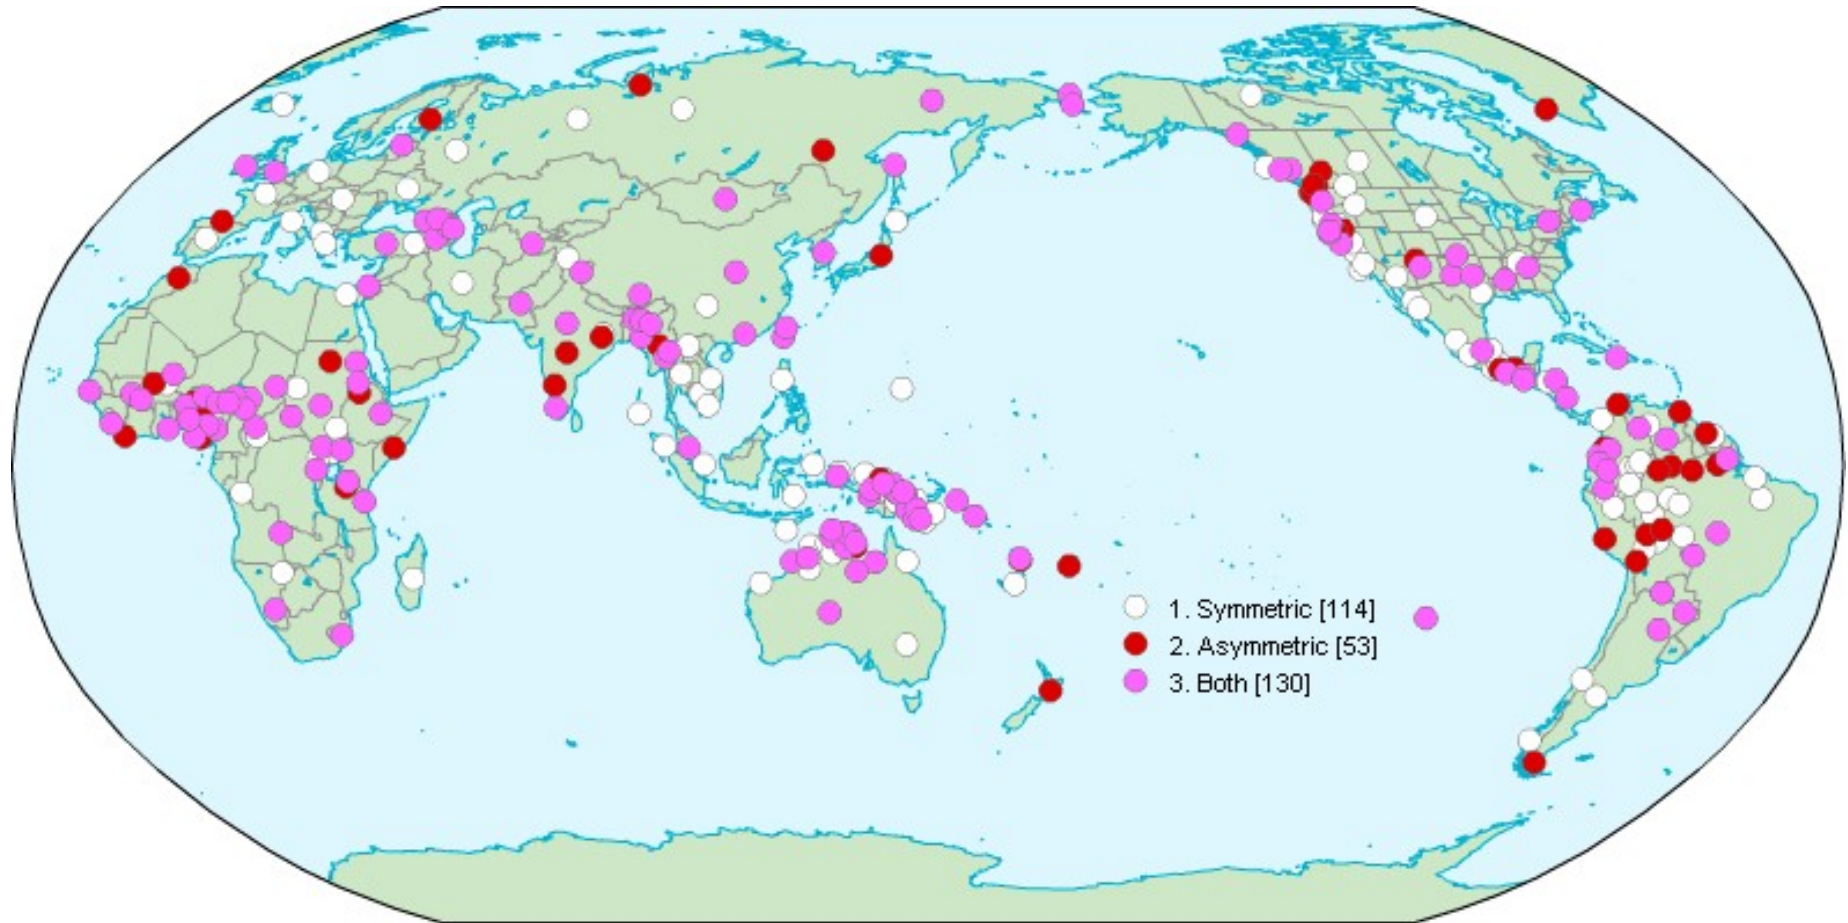 1. Symmetric [114]
2. Asymmetric [53]
3. Both [130]